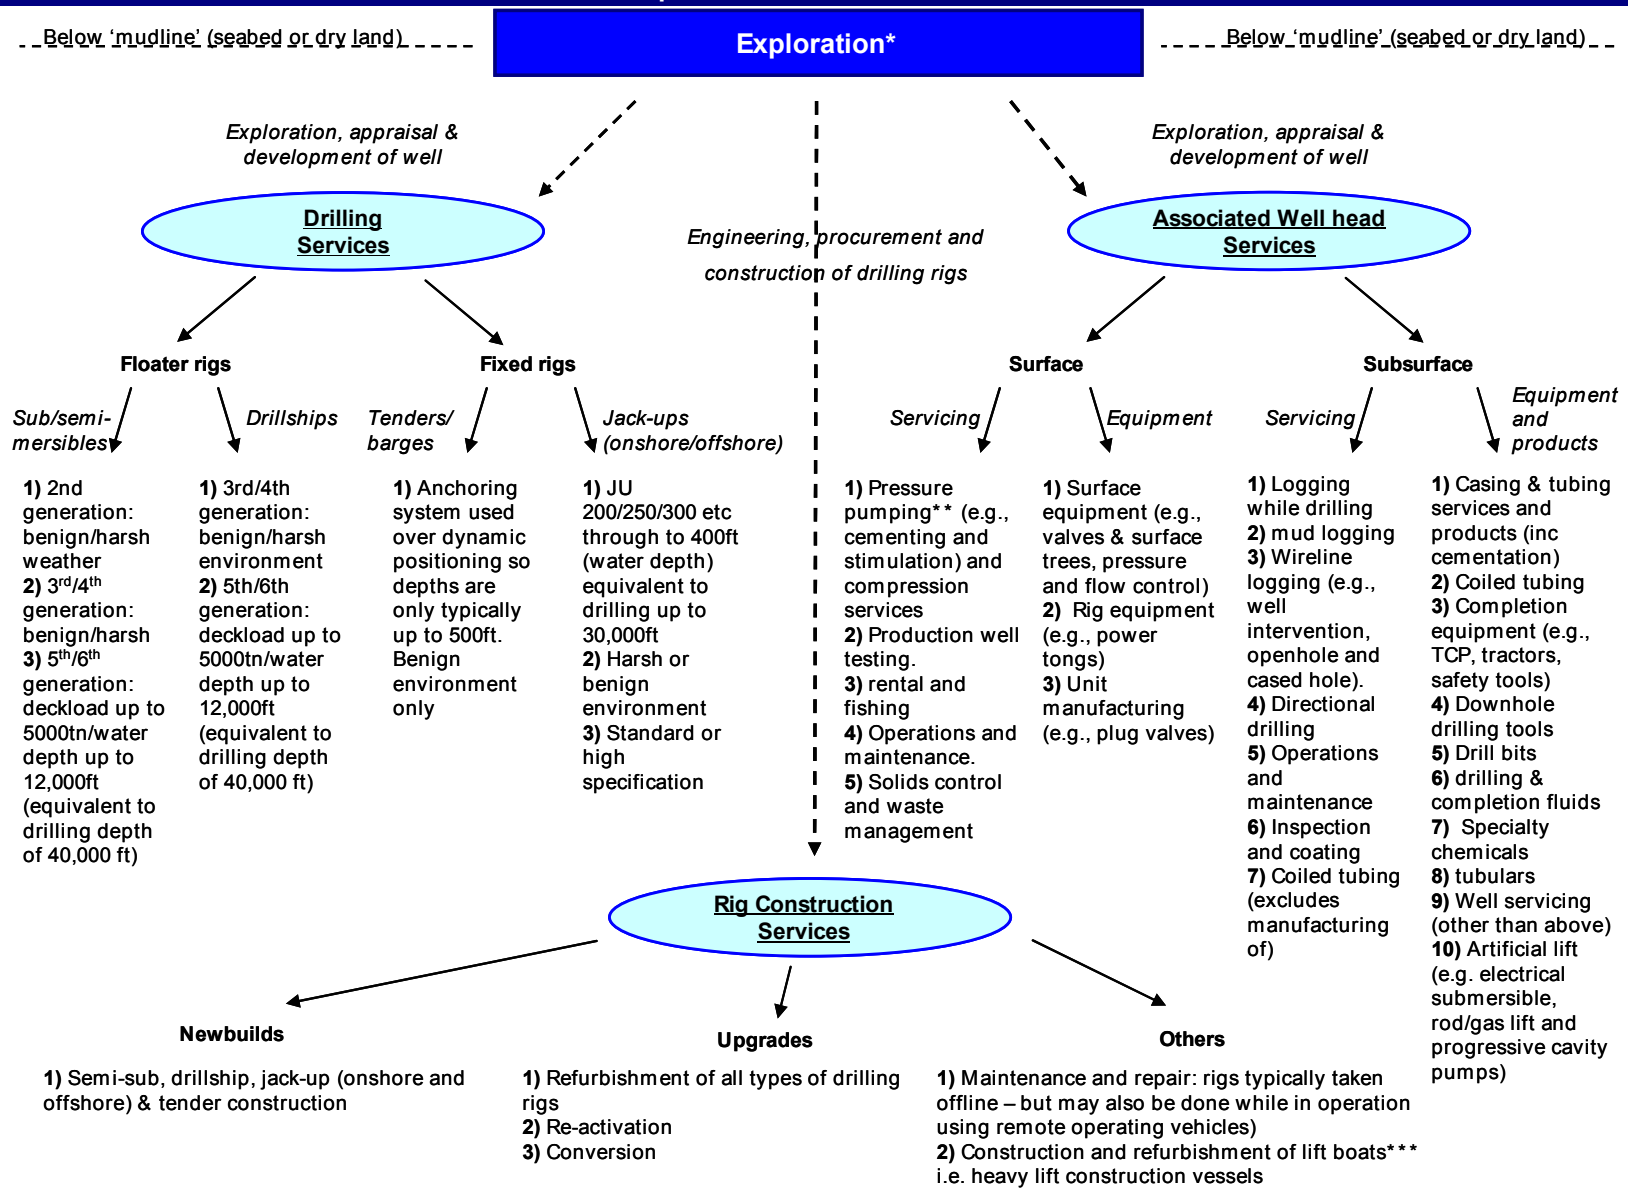 Below 'mudline' (seabed or dry land)
Exploration*
Below 'mudline' (seabed or dry land)
Exploration, appraisal &
development of well
Exploration, appraisal &
development of well
Drilling
Services
Engineering, procurement and
construction of drilling rigs
Associated Well head
Services
Floater rigs
Fixed rigs
Surface
Subsurface
Sub/semi-
mersibles
Drillships
Tenders/
barges
Jack-ups
(onshore/offshore)
Servicing
Equipment
Servicing
Equipment
and
products
1) 2nd
generation:
benign/harsh
weather
2) 3rd/4th
generation:
benign/harsh
3) 5th/6th
generation:
deckload up to
5000tn/water
depth up to
12,000ft
(equivalent to
drilling depth
of 40,000 ft)
1) 3rd/4th
generation:
benign/harsh
environment
2) 5th/6th
generation:
deckload up to
5000tn/water
depth up to
12,000ft
(equivalent to
drilling depth
of 40,000 ft)
1) Anchoring
system used
over dynamic
positioning so
depths are
only typically
up to 500ft.
Benign
environment
only
1) JU
200/250/300 etc
through to 400ft
(water depth)
equivalent to
drilling up to
30,000ft
2) Harsh or
benign
environment
3) Standard or
high
specification
1) Pressure
pumping** (e.g.,
cementing and
stimulation) and
compression
services
2) Production well
testing.
3) rental and
fishing
4) Operations and
maintenance.
5) Solids control
and waste
management
1) Surface
equipment (e.g.,
valves & surface
trees, pressure
and flow control)
2) Rig equipment
(e.g., power
tongs)
3) Unit
manufacturing
(e.g., plug valves)
1) Logging
while drilling
2) mud logging
3) Wireline
logging (e.g.,
well
intervention,
openhole and
cased hole).
4) Directional
drilling
5) Operations
and
maintenance
6) Inspection
and coating
7) Coiled tubing
(excludes
manufacturing
of)
1) Casing & tubing
services and
products (inc
cementation)
2) Coiled tubing
3) Completion
equipment (e.g.,
TCP, tractors,
safety tools)
4) Downhole
drilling tools
5) Drill bits
6) drilling &
completion fluids
7) Specialty
chemicals
8) tubulars
9) Well servicing
(other than above)
10) Artificial lift
(e.g. electrical
submersible,
rod/gas lift and
progressive cavity
pumps)
Rig Construction
Services
Newbuilds
Upgrades
Others
1) Semi-sub, drillship, jack-up (onshore and
offshore) & tender construction
1) Refurbishment of all types of drilling
rigs
2) Re-activation
3) Conversion
1) Maintenance and repair: rigs typically taken
offline – but may also be done while in operation
using remote operating vehicles)
2) Construction and refurbishment of lift boats***
i.e. heavy lift construction vessels